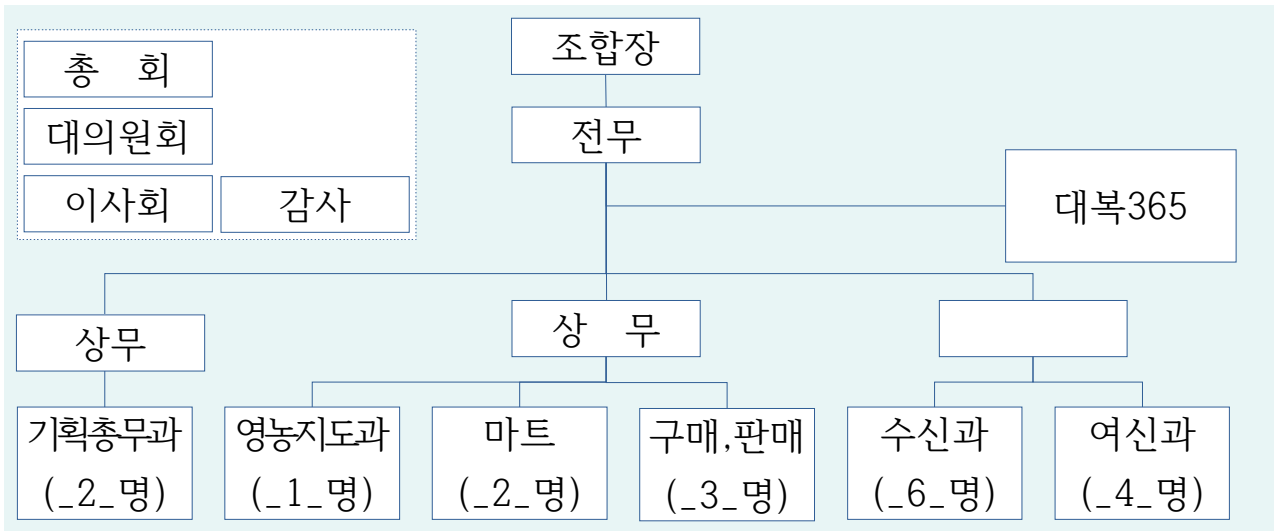 총 회
대의원회
이사회
감사
조합장
전무
대복365
상무
상 무
기획총무과
(_2_명)
영농지도과
(_1_명)
마트
(_2_명)
구매,판매
(_3_명)
수신과
(_6_명)
여신과
(_4_명)